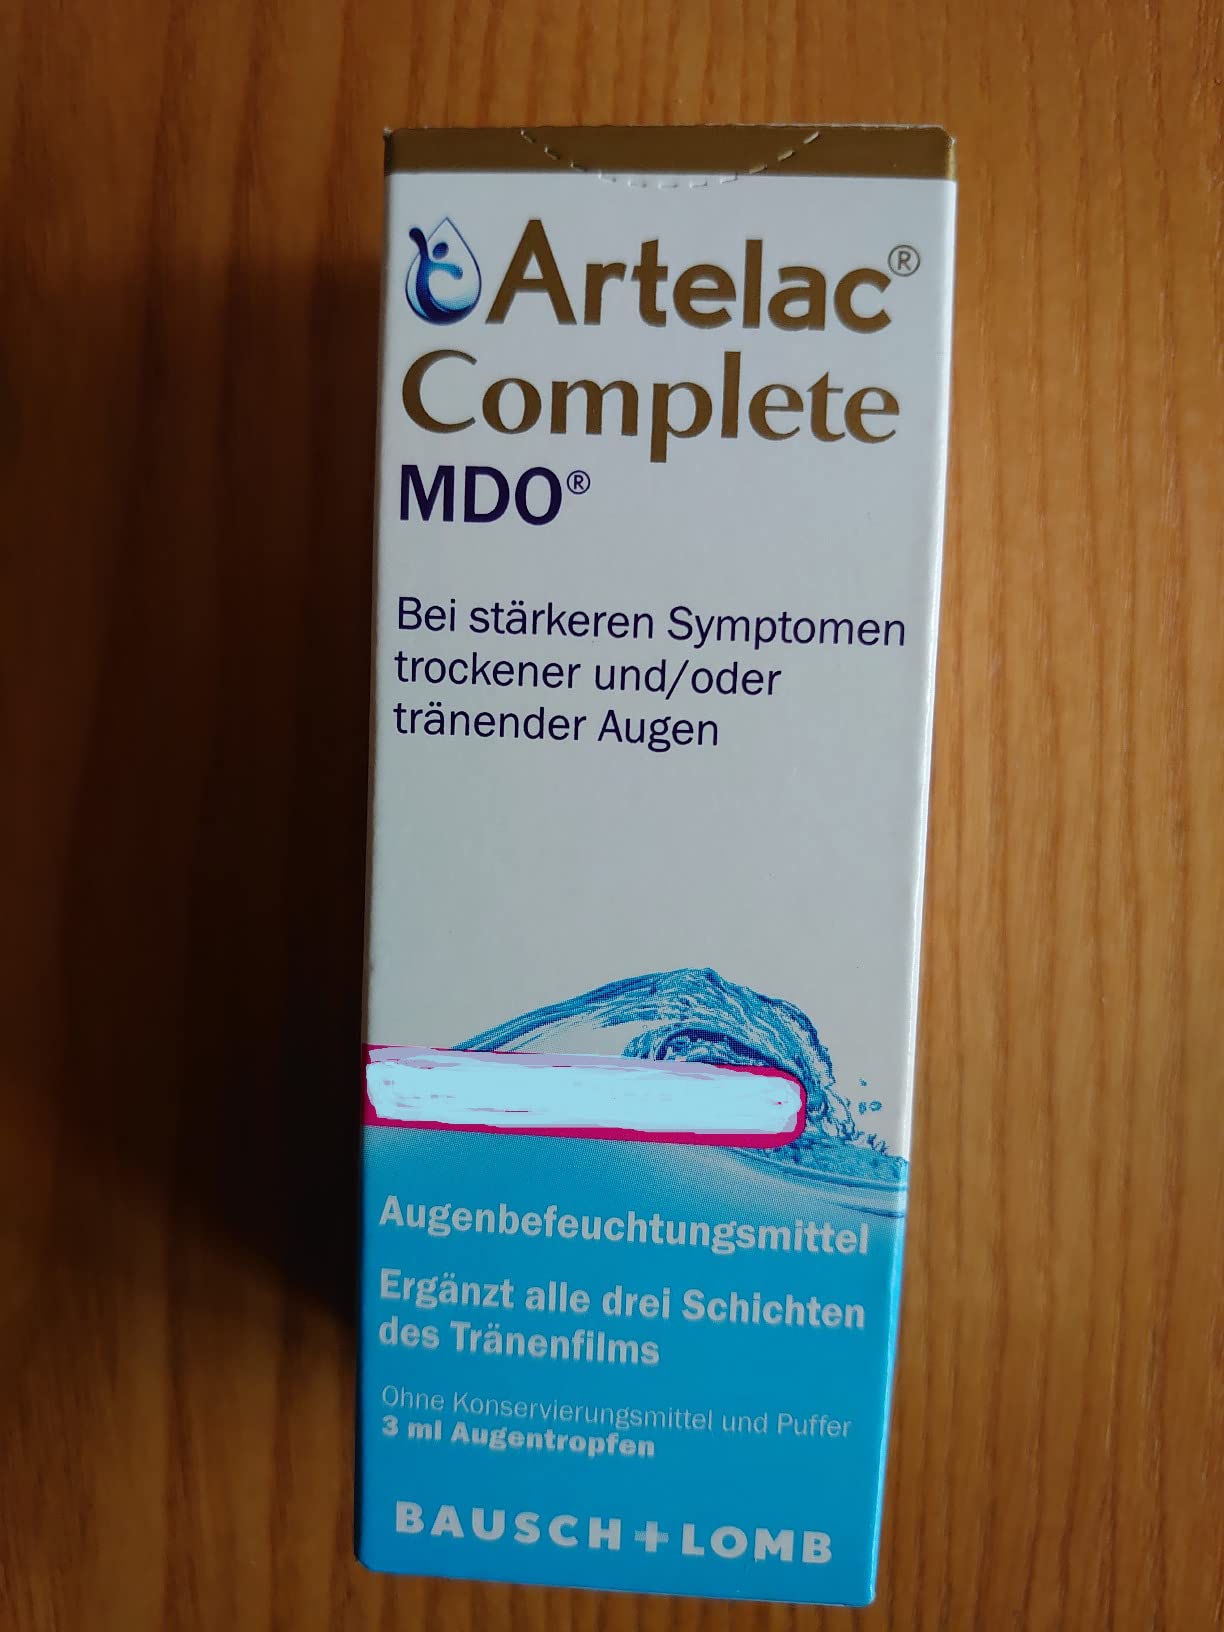 Artelac®
Complete
MDO®
Bei stärkeren Symptomen
trockener und/oder
tränender Augen
Augenbefeuchtungsmittel
Ergänzt alle drei Schichten
des Tränenfilms
Ohne Konservierungsmittel und Puffer
3 ml Augentropfen
BAUSCH+LOMB